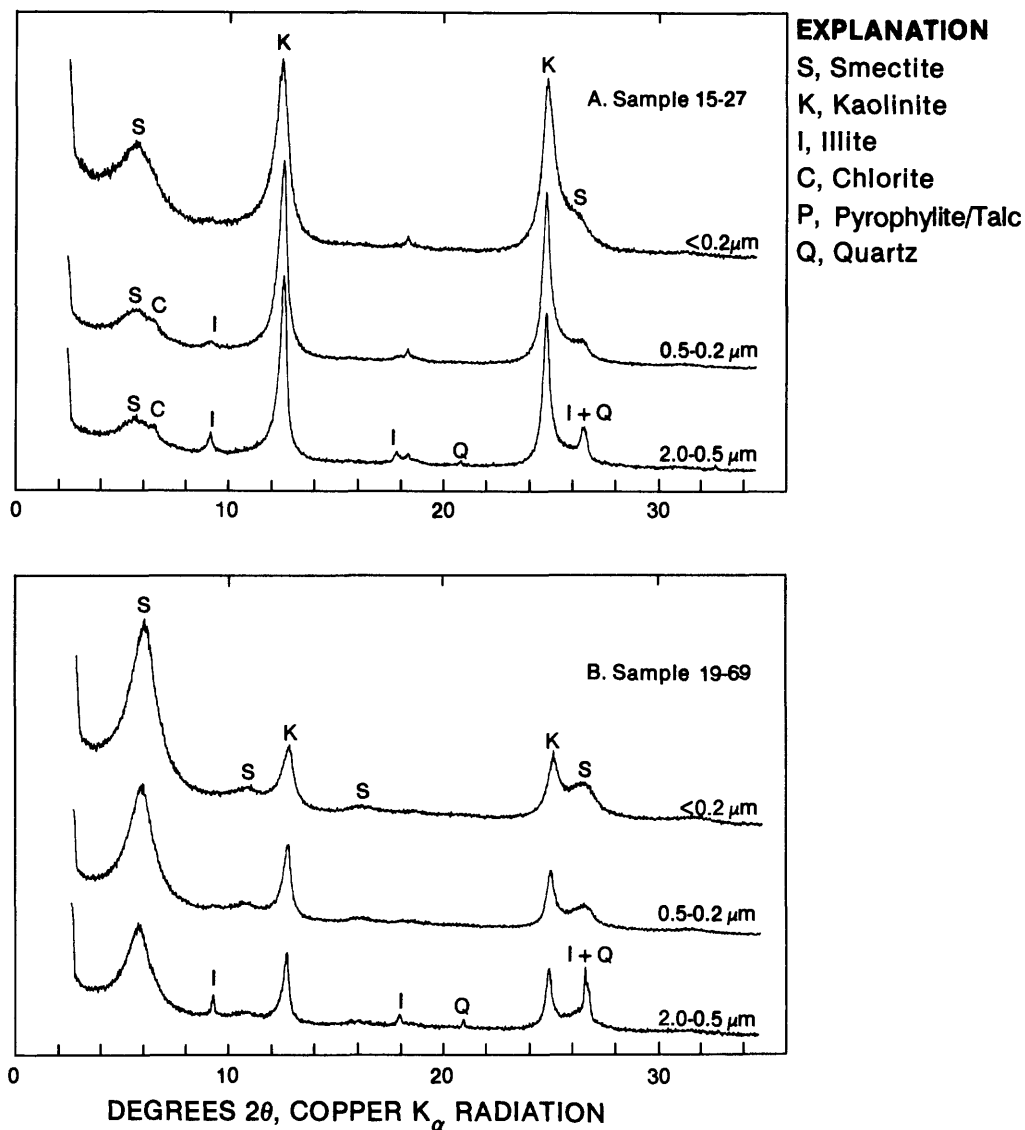 EXPLANATION
S, Smectite
K, Kaolinite
I, Illite
C, Chlorite
P, Pyrophylite/Talc
Q, Quartz
A. Sample 15-27
K
K
S
S
<0.2μm
S
C
I
0.5-0.2 μm
S
C
I
I
Q
I + Q
2.0-0.5 μm
0
10
20
30
B. Sample 19-69
S
S
K
S
K
S
<0.2 μm
0.5-0.2 μm
I
I
Q
I + Q
2.0-0.5 μm
0
10
20
30
DEGREES 2θ, COPPER Kα RADIATION